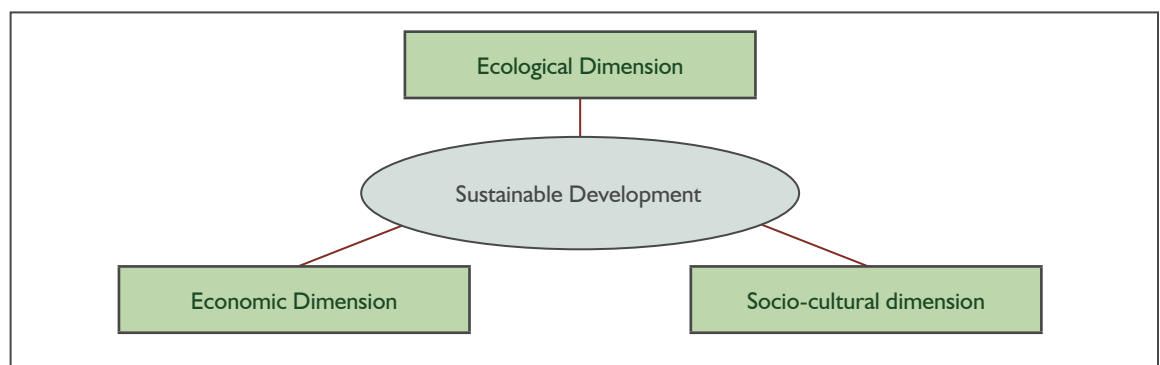 Ecological Dimension
Sustainable Development
Economic Dimension
Socio-cultural dimension